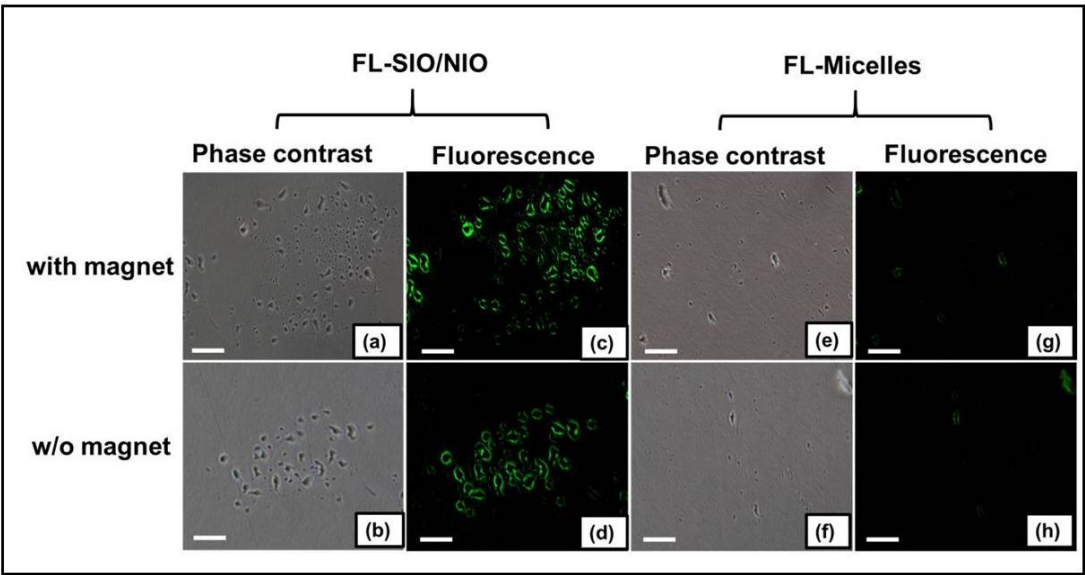 FL-SIO/NIO
FL-Micelles
Phase contrast
Fluorescence
Phase contrast
Fluorescence
with magnet
(a)
(c)
(e)
(g)
w/o magnet
(b)
(d)
(f)
(h)